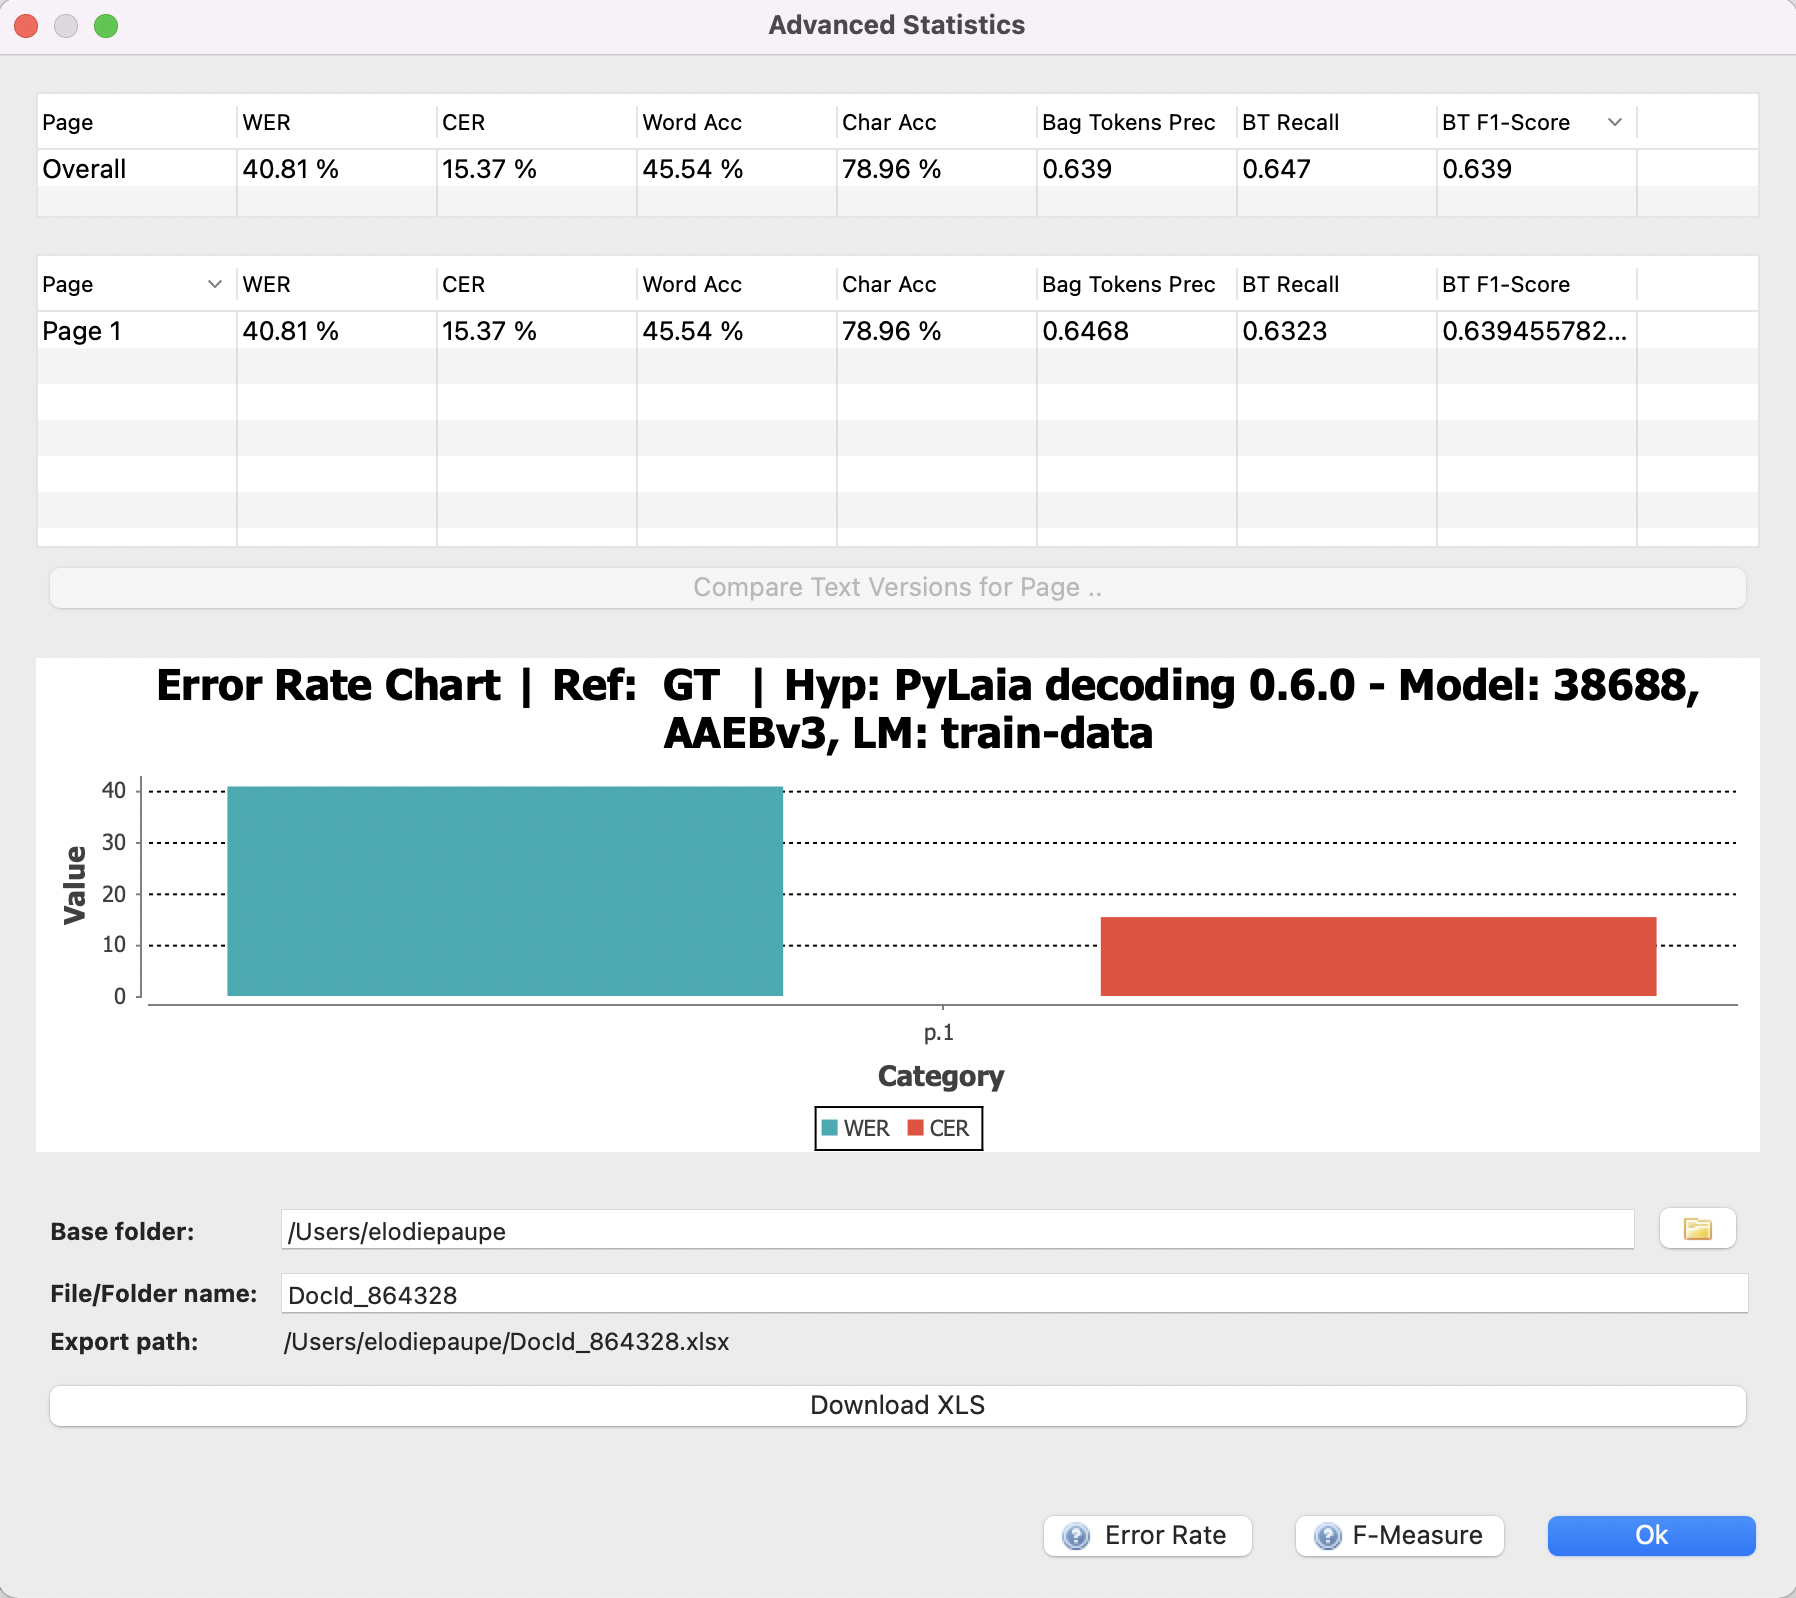 Advanced Statistics
Page WER CER Word Acc Char Acc Bag Tokens Prec BT Recall BT F1-Score
Overall 40.81 % 15.37 % 45.54 % 78.96 % 0.639 0.647 0.639
Page WER CER Word Acc Char Acc Bag Tokens Prec BT Recall BT F1-Score
Page 1 40.81 % 15.37 % 45.54 % 78.96 % 0.6468 0.6323 0.639455782...
Compare Text Versions for Page ..
Error Rate Chart | Ref: GT | Hyp: PyLaia decoding 0.6.0 - Model: 38688,
AAEBv3, LM: train-data
40
30
20
10
0
Value
p.1
Category
WER CER
Base folder: /Users/elodiepaupe
File/Folder name: DocId_864328
Export path: /Users/elodiepaupe/DocId_864328.xlsx
Download XLS
? Error Rate ? F-Measure Ok